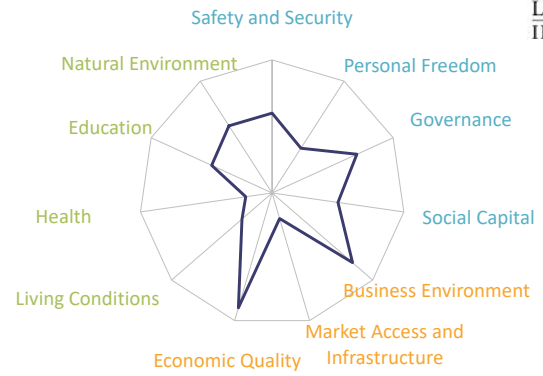 Safety and Security
Natural Environment
Personal Freedom
Education
Governance
Health
Social Capital
Living Conditions
Business Environment
Market Access and
Infrastructure
Economic Quality